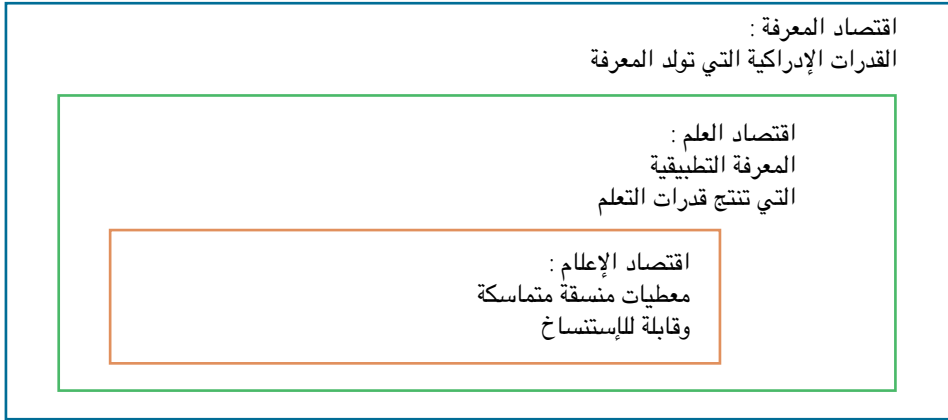 اقتصاد المعرفة :
القدرات الإدراكية التي تولد المعرفة
اقتصاد العلم :
المعرفة التطبيقية
التي تنتج قدرات التعلم
اقتصاد الإعلام :
معطيات منسقة متماسكة
وقابلة للإستنساخ